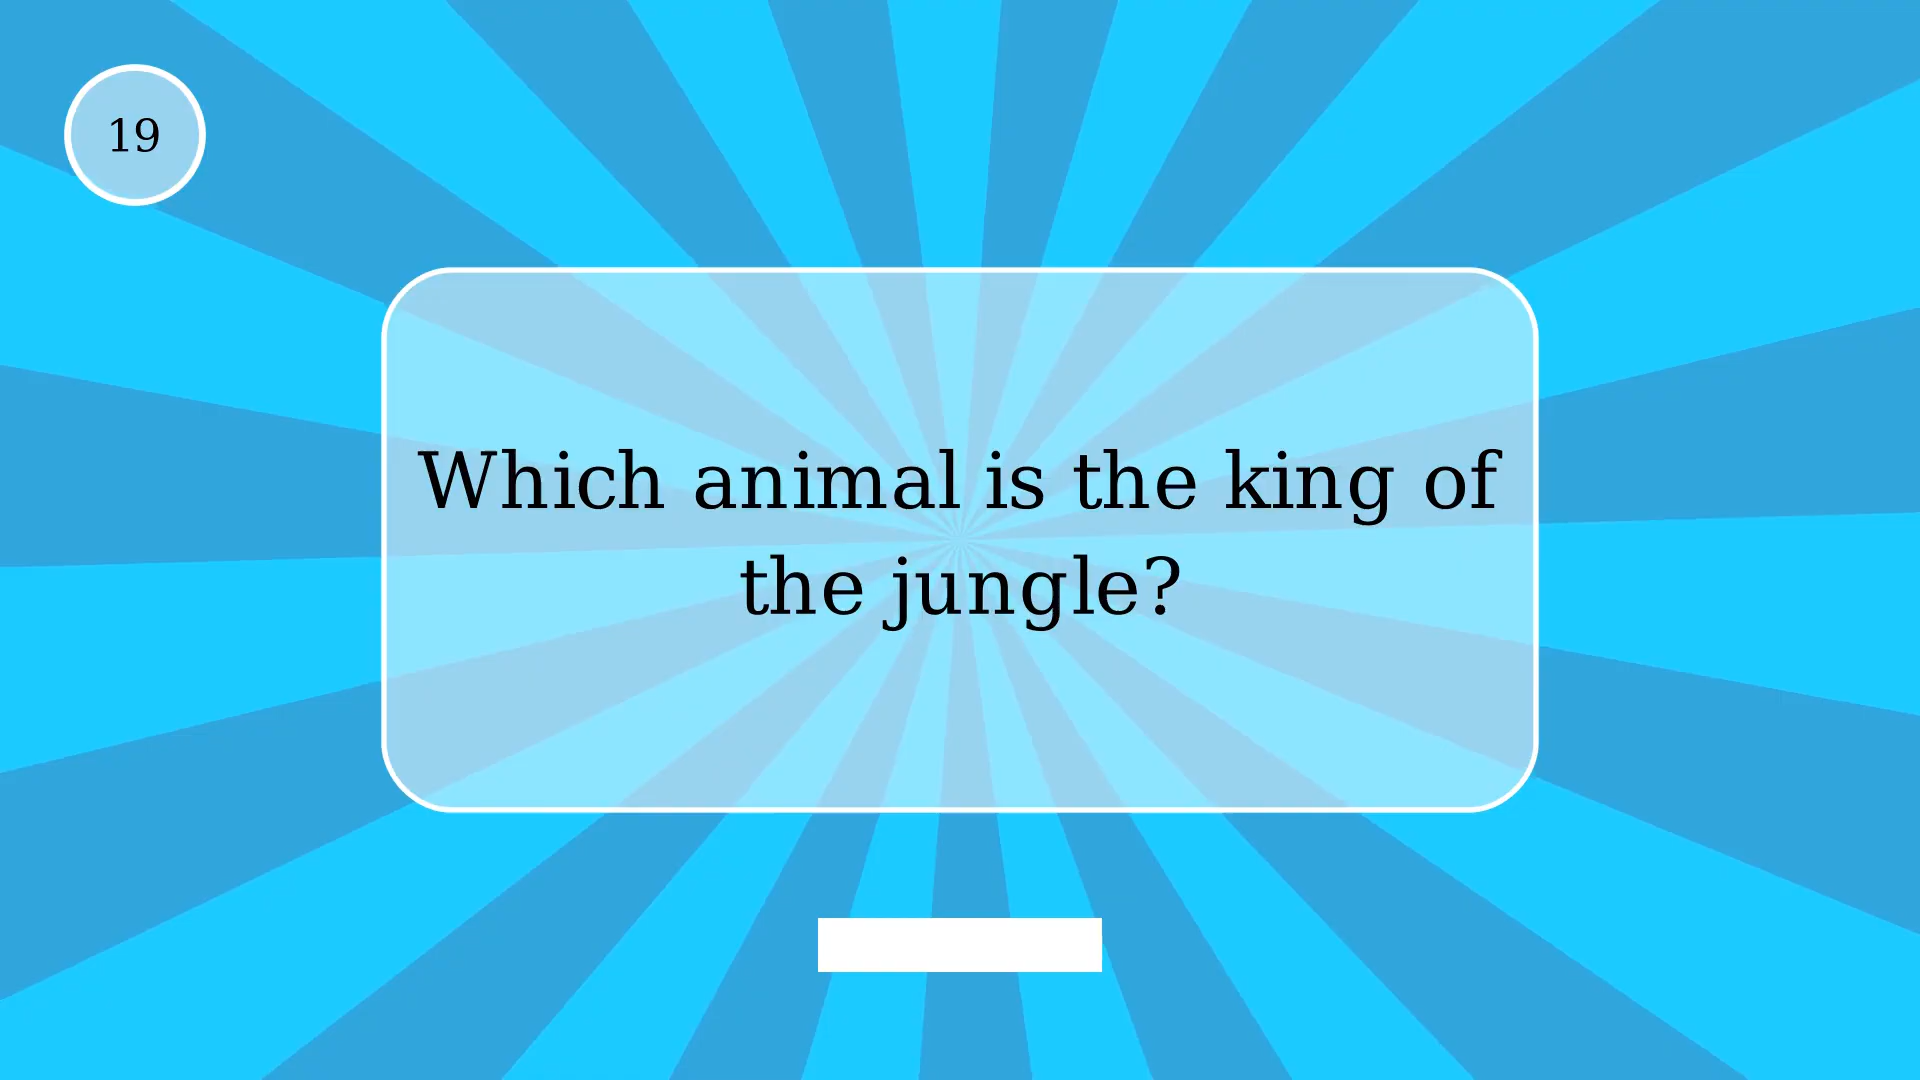 19
Which animal is the king of
the jungle?